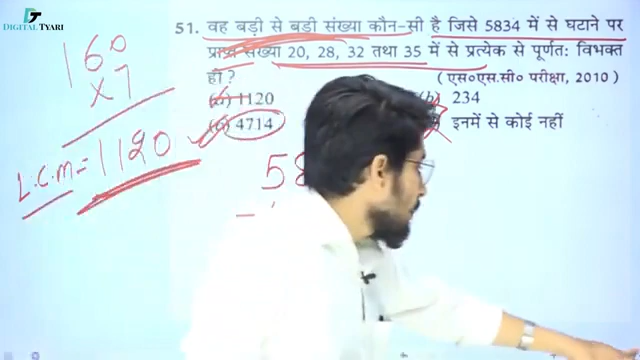 DIGITAL TYARI
51. वह बड़ी से बड़ी संख्या कौन-सी है जिसे 5834 में से घटाने पर
प्राप्त संख्या 20, 28, 32 तथा 35 में से प्रत्येक से पूर्णतः विभक्त
हो ? (एस०एस०सी० परीक्षा, 2010)
(a) 1120 (b) 234
(c) 4714 इनमें से कोई नहीं
160
×7
L.C.M = 1120
58
-